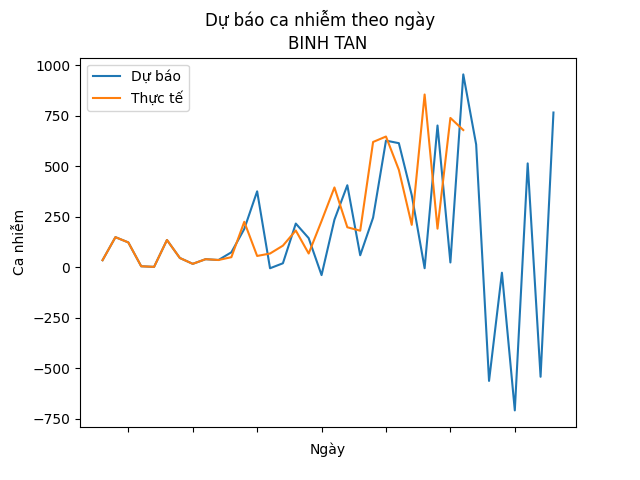 Dự báo ca nhiễm theo ngày
BINH TAN
Dự báo
Thực tế
1000
750
500
250
0
−250
−500
−750
Ca nhiễm
Ngày